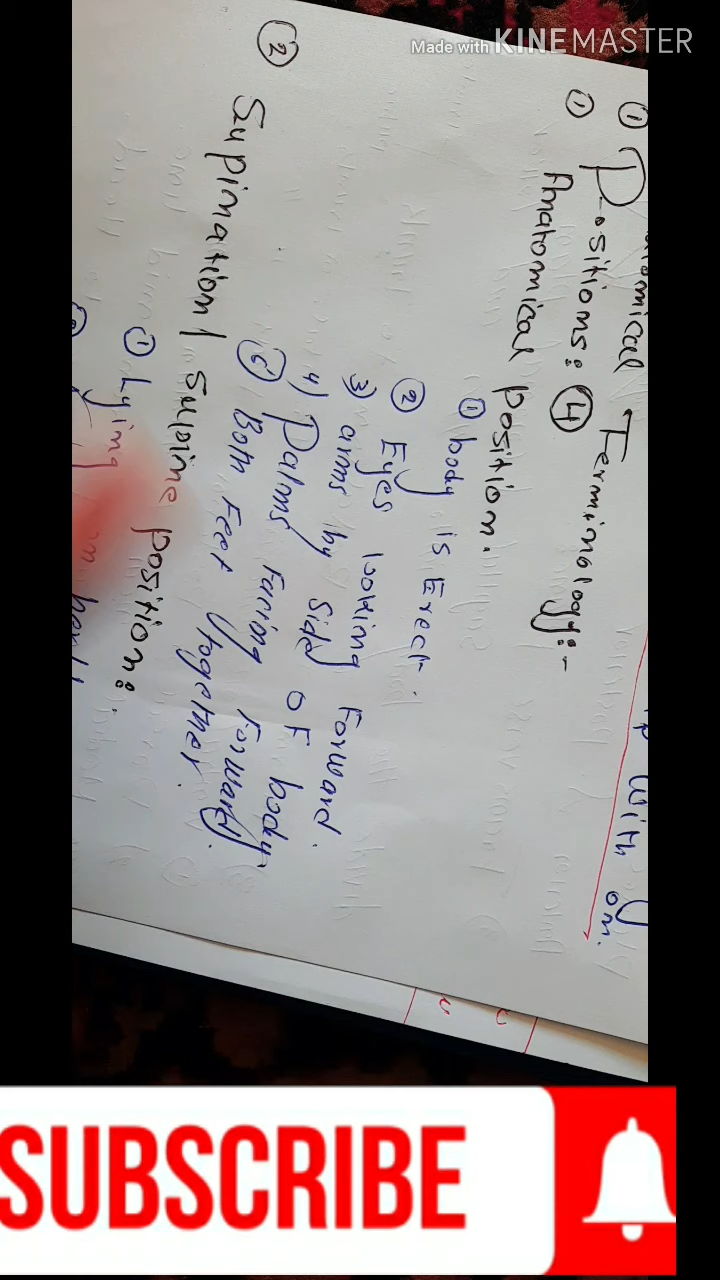 Made with KINEMASTER
with on.
① Terminology:-
① Positions: ④
Anatomical position.
① body is Erect.
② Eyes looking Forward.
3) arms by side of body
4) Palms Facing Forward.
Both Feet together.
② Supination / Supine position:
① Lying
SUBSCRIBE